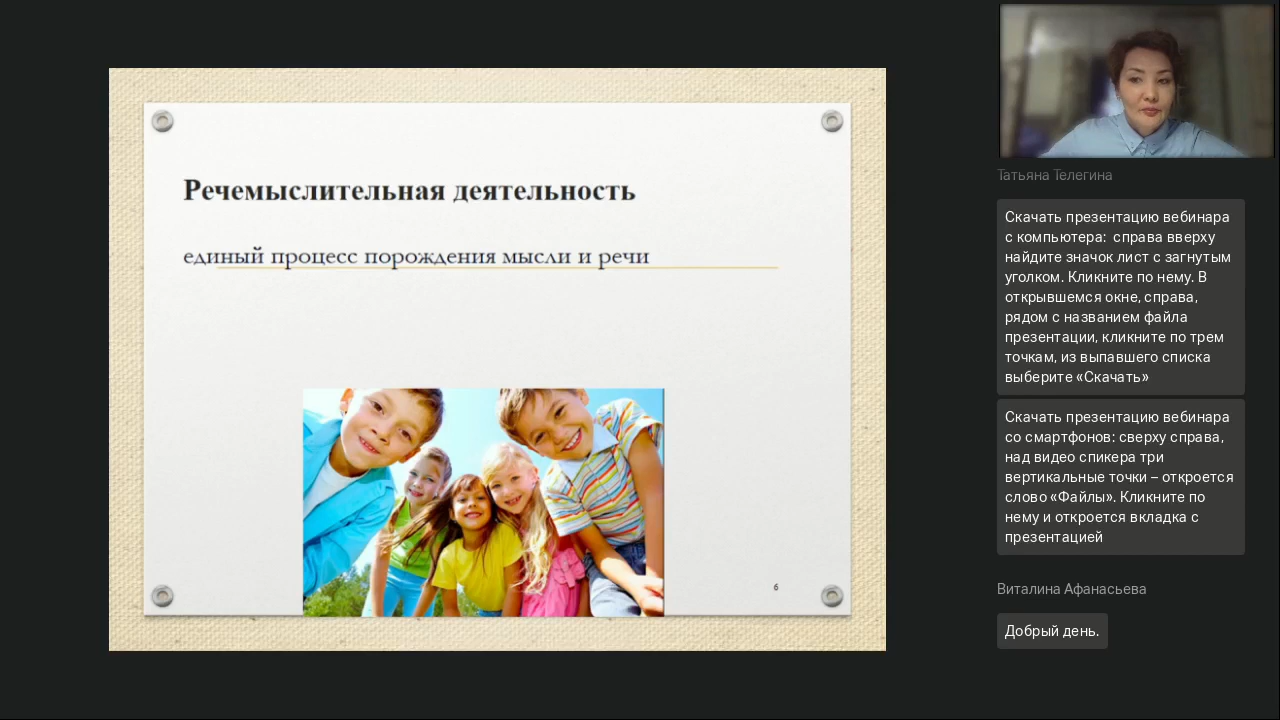 Речемыслительная деятельность
единый процесс порождения мысли и речи
6
Татьяна Телегина
Скачать презентацию вебинара
с компьютера: справа вверху
найдите значок лист с загнутым
уголком. Кликните по нему. В
открывшемся окне, справа,
рядом с названием файла
презентации, кликните по трем
точкам, из выпавшего списка
выберите «Скачать»
Скачать презентацию вебинара
со смартфонов: сверху справа,
над видео спикера три
вертикальные точки – откроется
слово «Файлы». Кликните по
нему и откроется вкладка с
презентацией
Виталина Афанасьева
Добрый день.